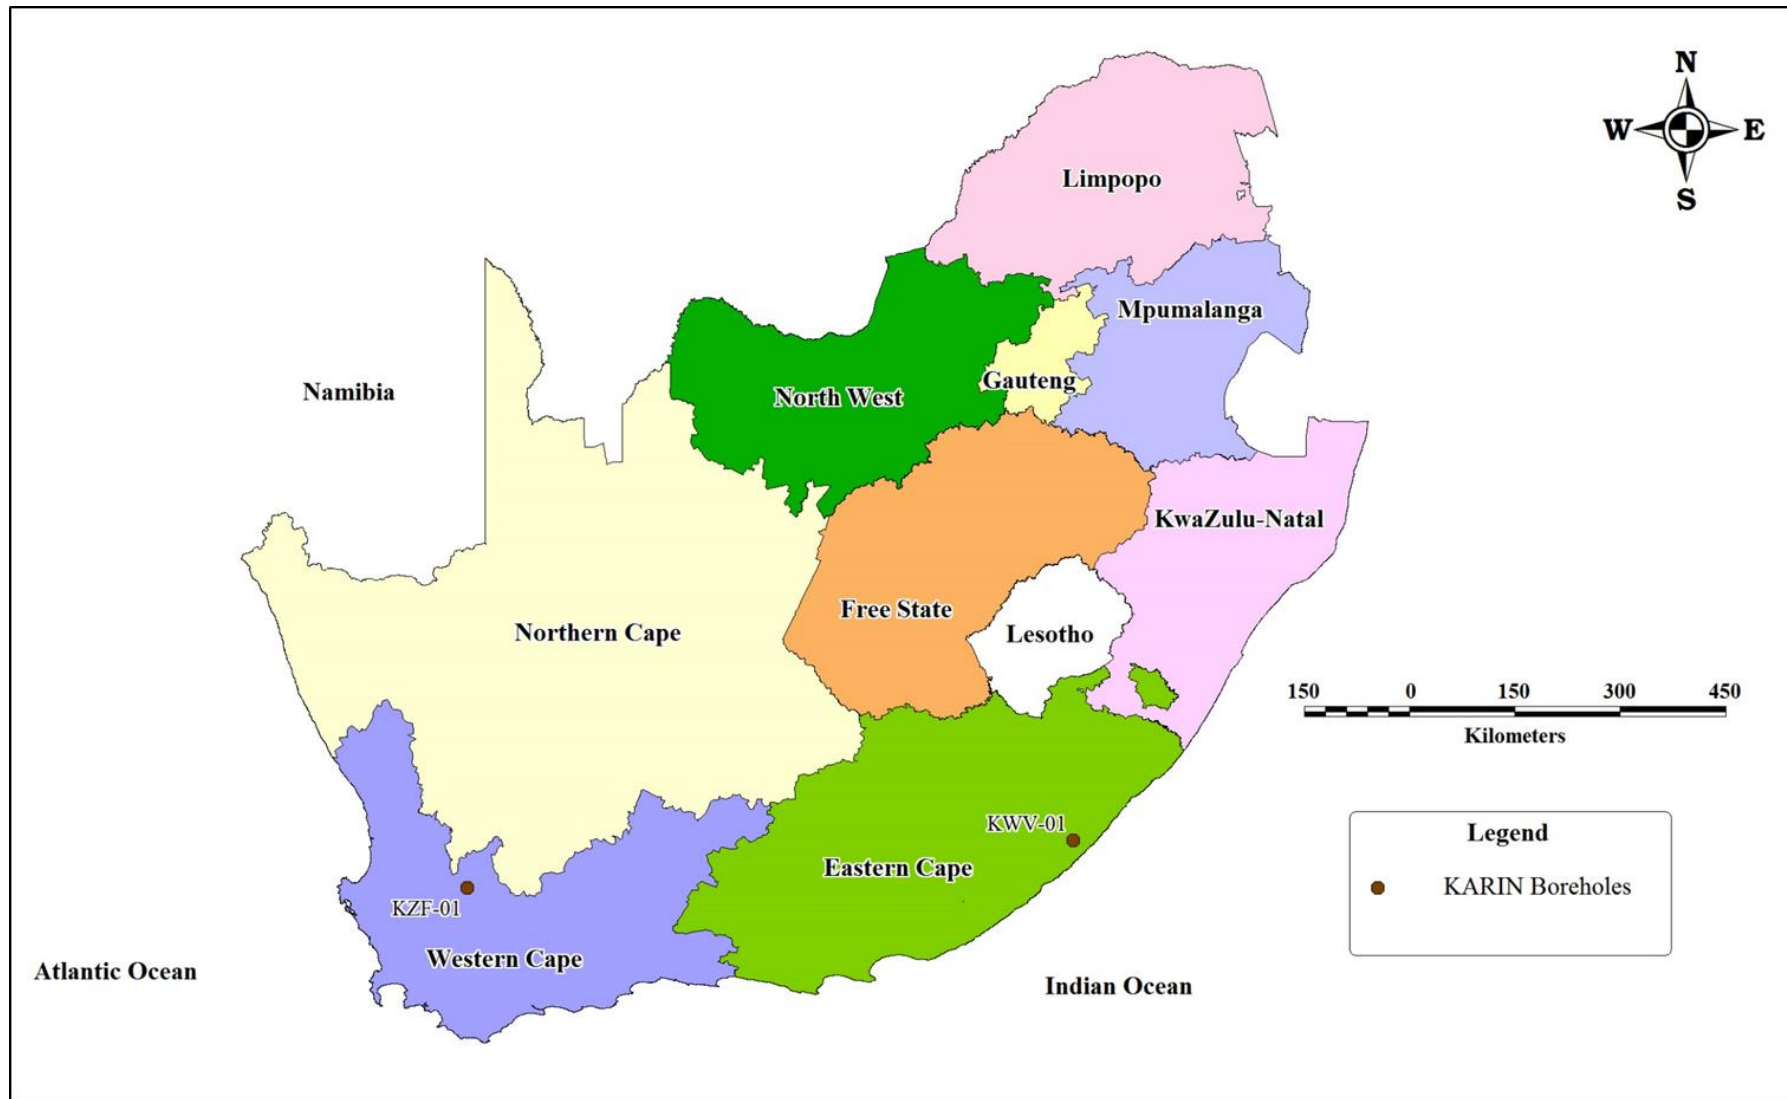 N
W E
S
Limpopo
Mpumalanga
Namibia
Gauteng
North West
KwaZulu-Natal
Free State
Northern Cape
Lesotho
150 0 150 300 450
Kilometers
KWV-01
Eastern Cape
KZF-01
Western Cape
Atlantic Ocean
Indian Ocean
Legend
KARIN Boreholes